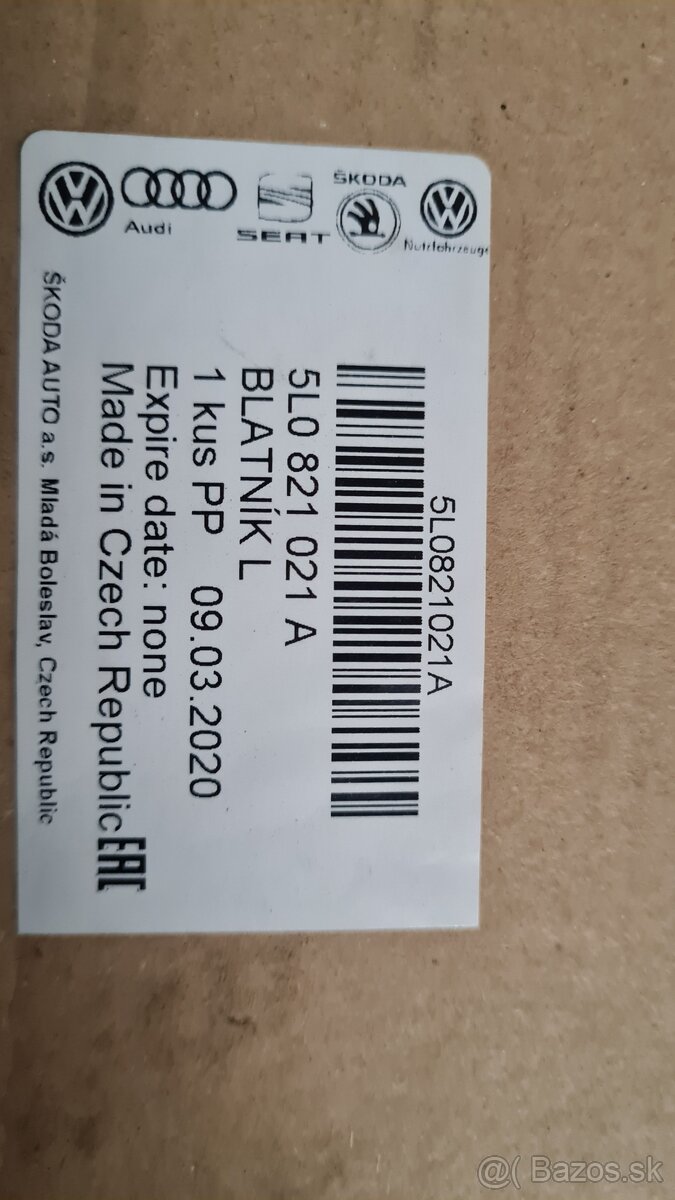 Audi
SEAT
ŠKODA
Nutzfahrzeuge
5L0821021A
5L0 821 021 A
BLATNÍK L
1 kus PP 09.03.2020
Expire date: none
Made in Czech Republic EAC
ŠKODA AUTO a.s. Mladá Boleslav, Czech Republic
@( Bazos.sk